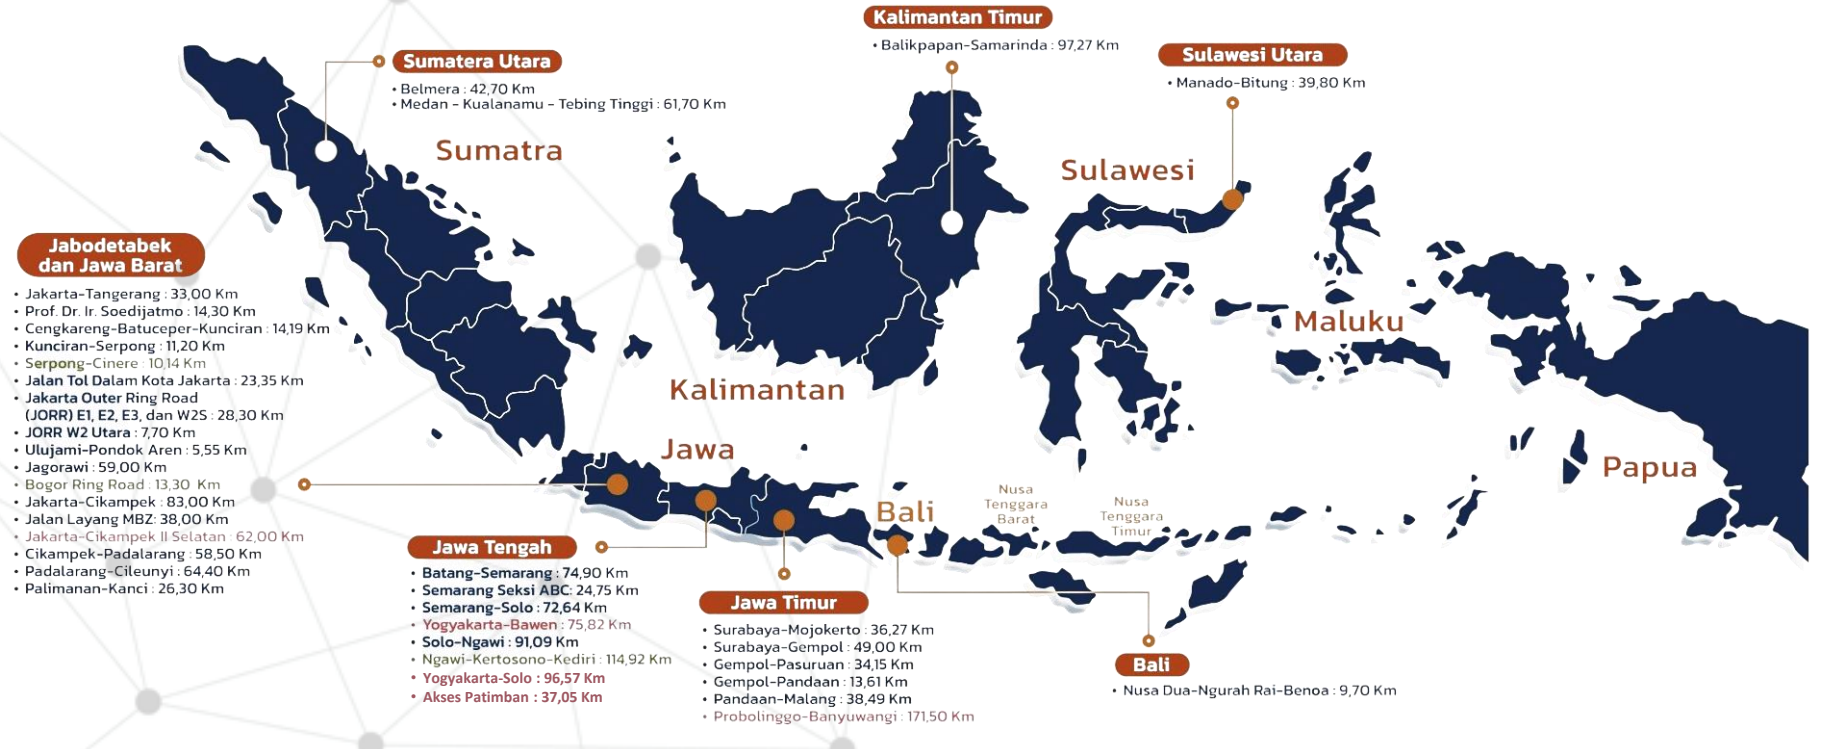 Kalimantan Timur
• Balikpapan-Samarinda : 97,27 Km
Sulawesi Utara
• Manado-Bitung : 39,80 Km
Sumatera Utara
• Belmera : 42,70 Km
• Medan - Kualanamu - Tebing Tinggi : 61,70 Km
Sumatra
Sulawesi
Jabodetabek
dan Jawa Barat
• Jakarta-Tangerang : 33,00 Km
• Prof. Dr. Ir. Soedijatmo : 14,30 Km
• Cengkareng-Batuceper-Kunciran : 14,19 Km
• Kunciran-Serpong : 11,20 Km
• Serpong-Cinere : 10,14 Km
• Jalan Tol Dalam Kota Jakarta : 23,35 Km
• Jakarta Outer Ring Road
(JORR) E1, E2, E3, dan W2S : 28,30 Km
• JORR W2 Utara : 7,70 Km
• Ulujami-Pondok Aren : 5,55 Km
• Jagorawi : 59,00 Km
• Bogor Ring Road : 13,30 Km
• Jakarta-Cikampek : 83,00 Km
• Jalan Layang MBZ: 38,00 Km
• Jakarta-Cikampek II Selatan : 62,00 Km
• Cikampek-Padalarang : 58,50 Km
• Padalarang-Cileunyi : 64,40 Km
• Palimanan-Kanci : 26,30 Km
Maluku
Kalimantan
Jawa
Papua
Bali
Nusa
Tenggara
Barat
Nusa
Tenggara
Timur
Jawa Tengah
• Batang-Semarang : 74,90 Km
• Semarang Seksi ABC: 24,75 Km
• Semarang-Solo : 72,64 Km
• Yogyakarta-Bawen : 75,82 Km
• Solo-Ngawi : 91,09 Km
• Ngawi-Kertosono-Kediri : 114,92 Km
• Yogyakarta-Solo : 96,57 Km
• Akses Patimban : 37,05 Km
Jawa Timur
• Surabaya-Mojokerto : 36,27 Km
• Surabaya-Gempol : 49,00 Km
• Gempol-Pasuruan : 34,15 Km
• Gempol-Pandaan : 13,61 Km
• Pandaan-Malang : 38,49 Km
• Probolinggo-Banyuwangi : 171,50 Km
Bali
• Nusa Dua-Ngurah Rai-Benoa : 9,70 Km